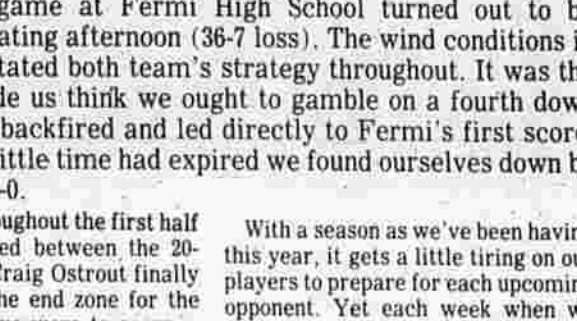 game at Fermi High School turned out to b
ating afternoon (36-7 loss). The wind conditions i
tated both team's strategy throughout. It was th
de us think we ought to gamble on a fourth dow
backfired and led directly to Fermi's first score
ittle time had expired we found ourselves down b
-0.
oughout the first half
ed between the 20-
Craig Ostrout finally
he end zone for the
With a season as we've been havin
this year, it gets a little tiring on ou
players to prepare for each upcomin
opponent. Yet each week when w